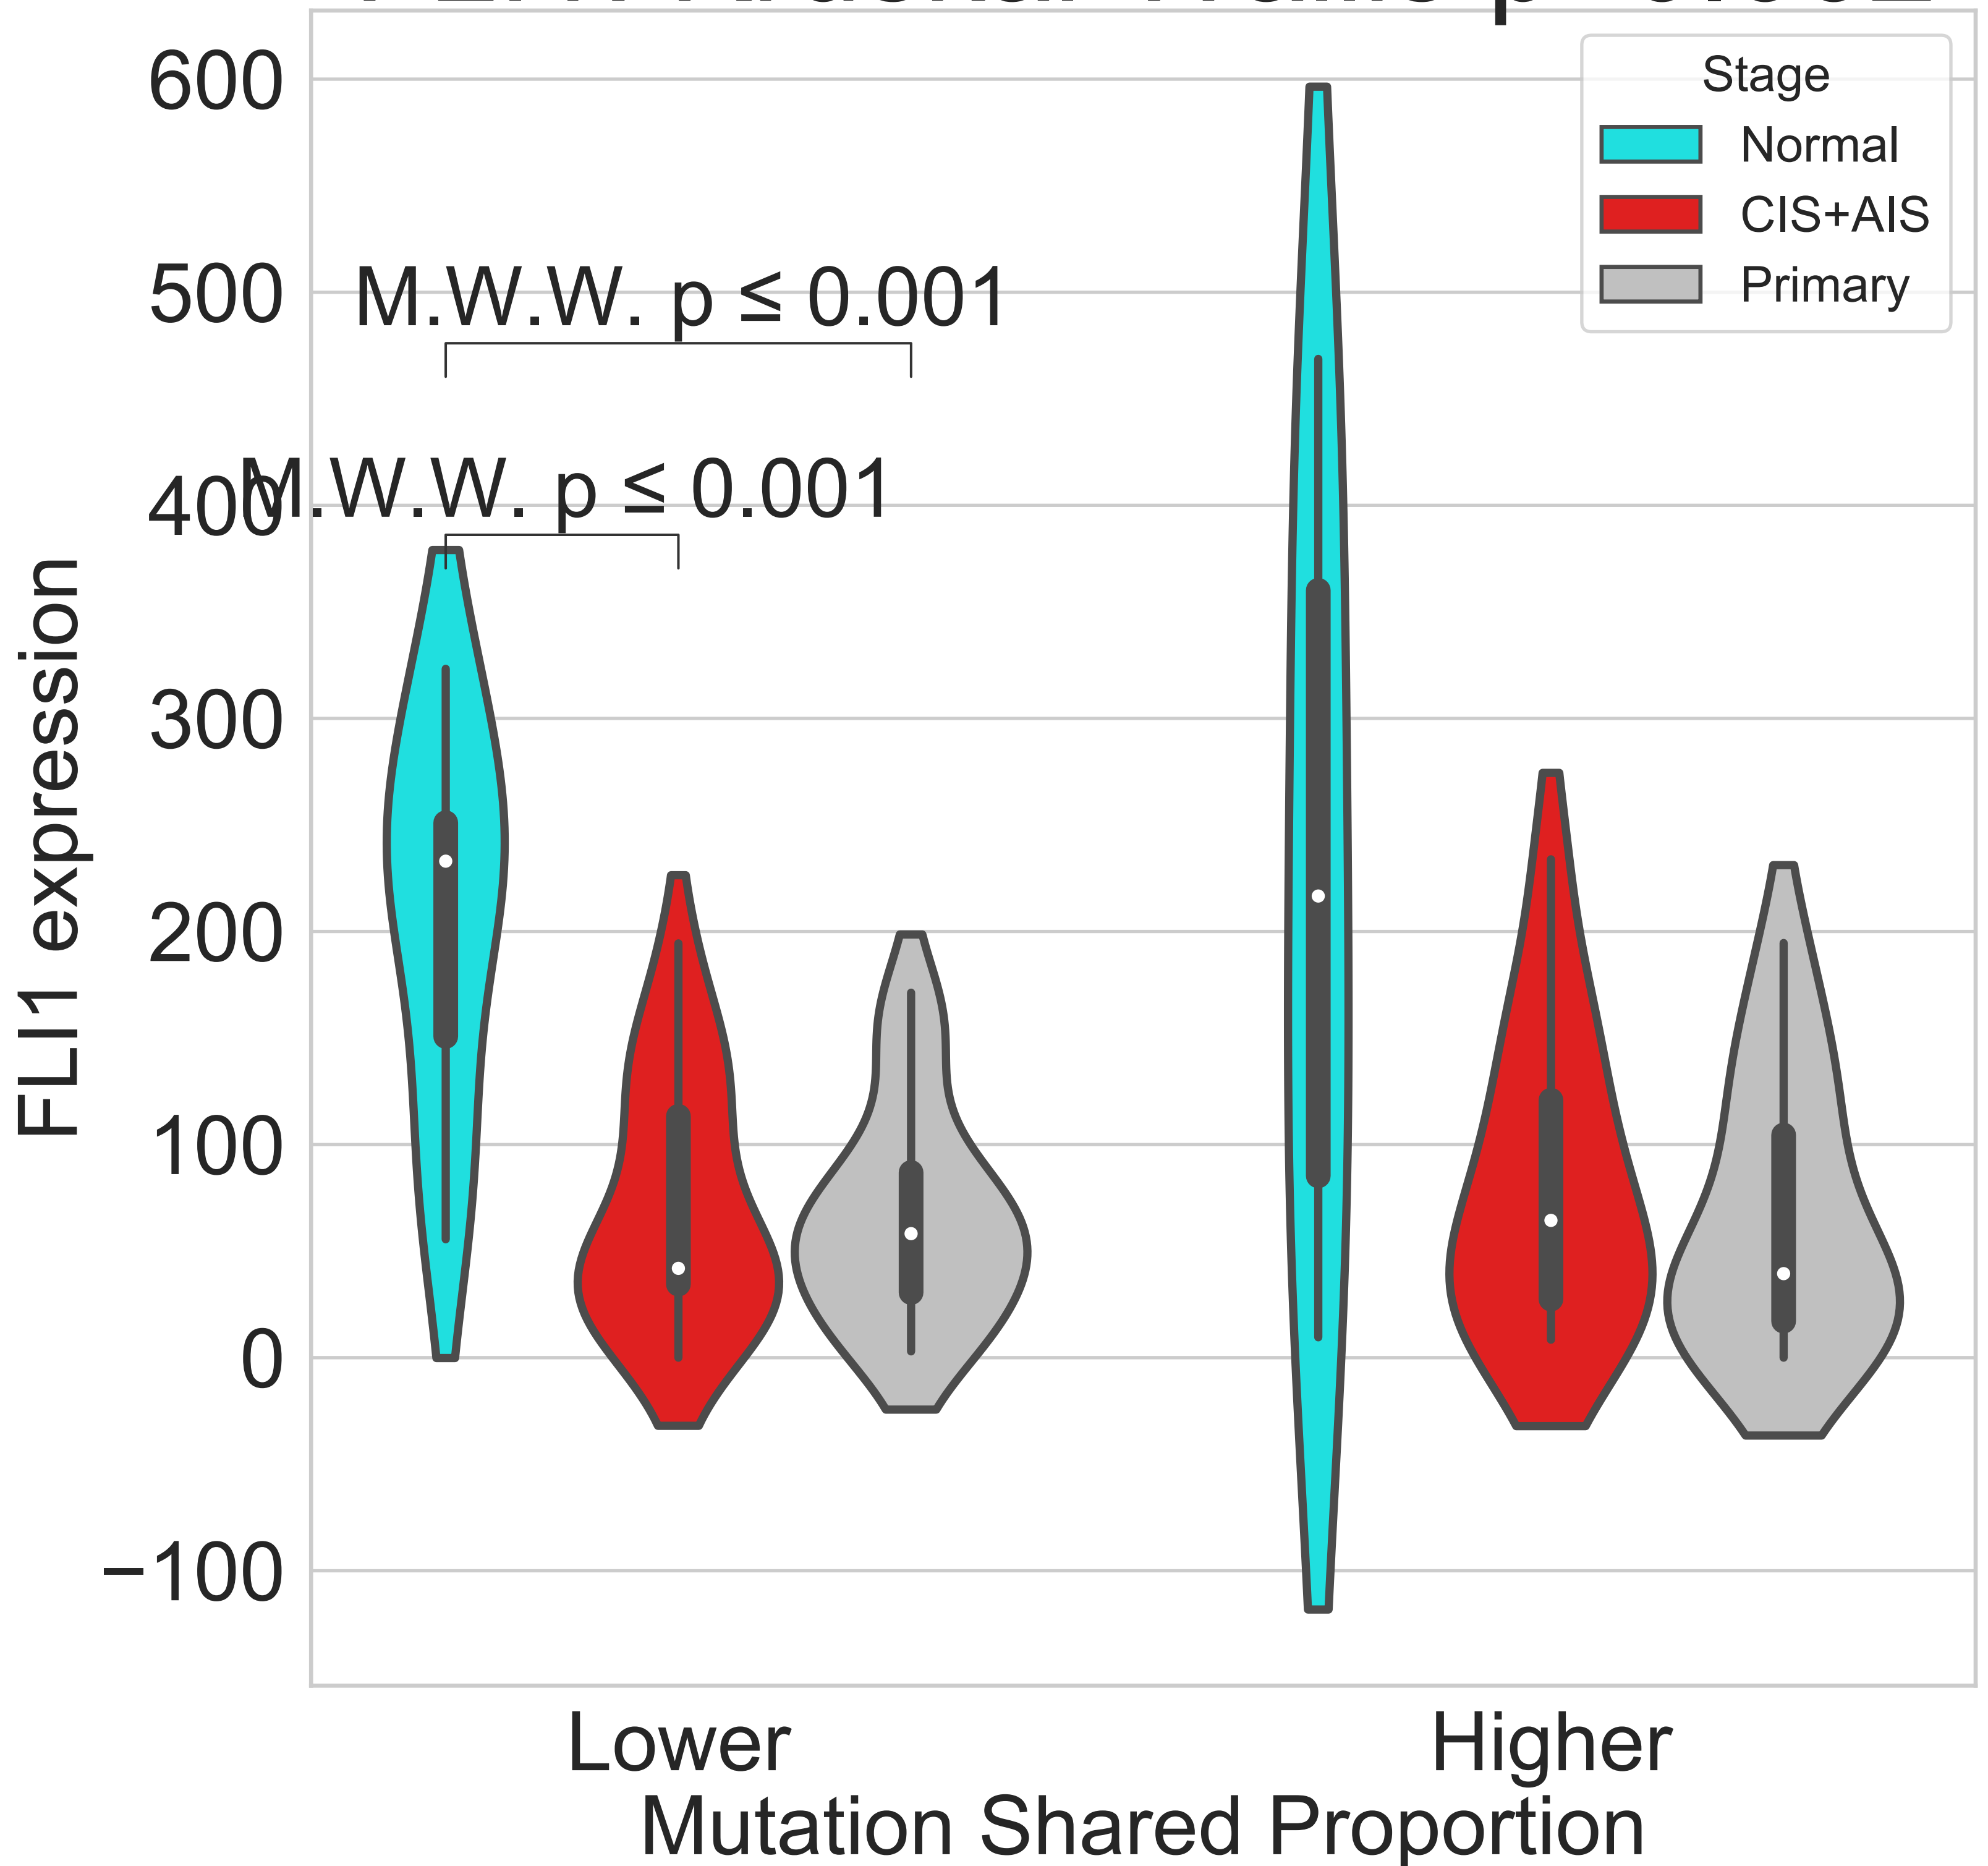 Stage
Normal
CIS+AIS
Primary
600
500
400
300
200
100
0
−100
M.W.W. p ≤ 0.001
M.W.W. p ≤ 0.001
FLI1 expression
Lower
Higher
Mutation Shared Proportion